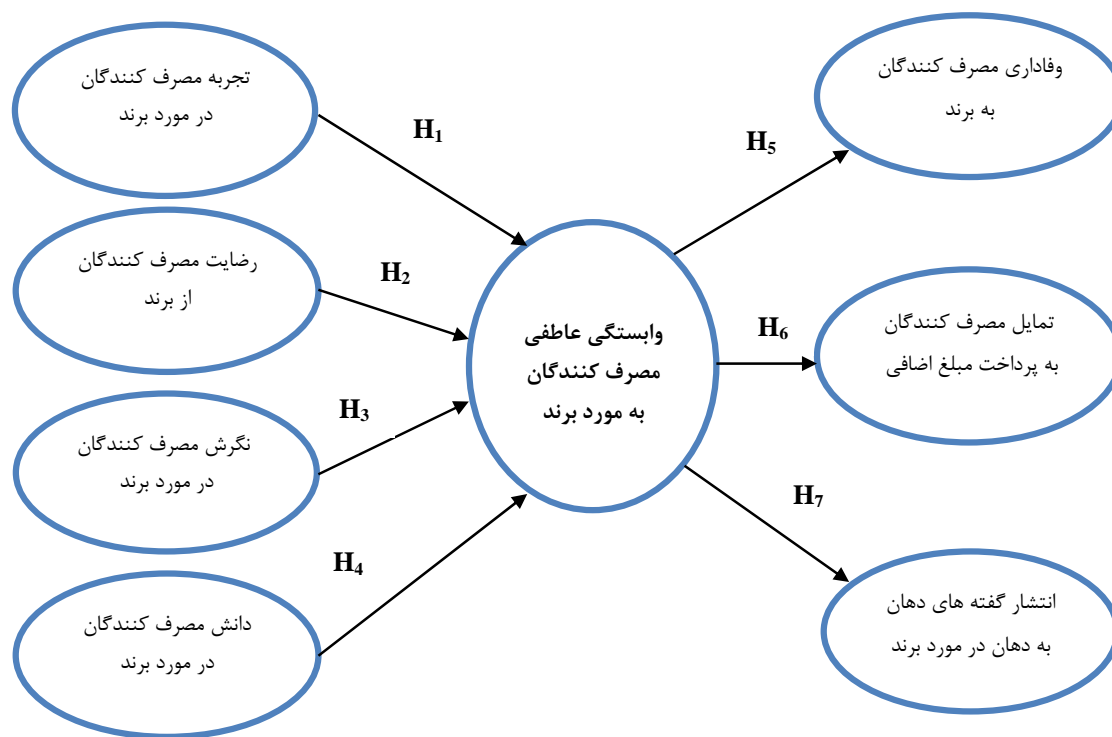 تجربه مصرف کنندگان
در مورد برند
H1
رضایت مصرف کنندگان
از برند
H2
نگرش مصرف کنندگان
در مورد برند
H3
دانش مصرف کنندگان
در مورد برند
H4
وابستگی عاطفی
مصرف کنندگان
به مورد برند
H5
وفاداری مصرف کنندگان
به برند
H6
تمایل مصرف کنندگان
به پرداخت مبلغ اضافی
H7
انتشار گفته های دهان
به دهان در مورد برند